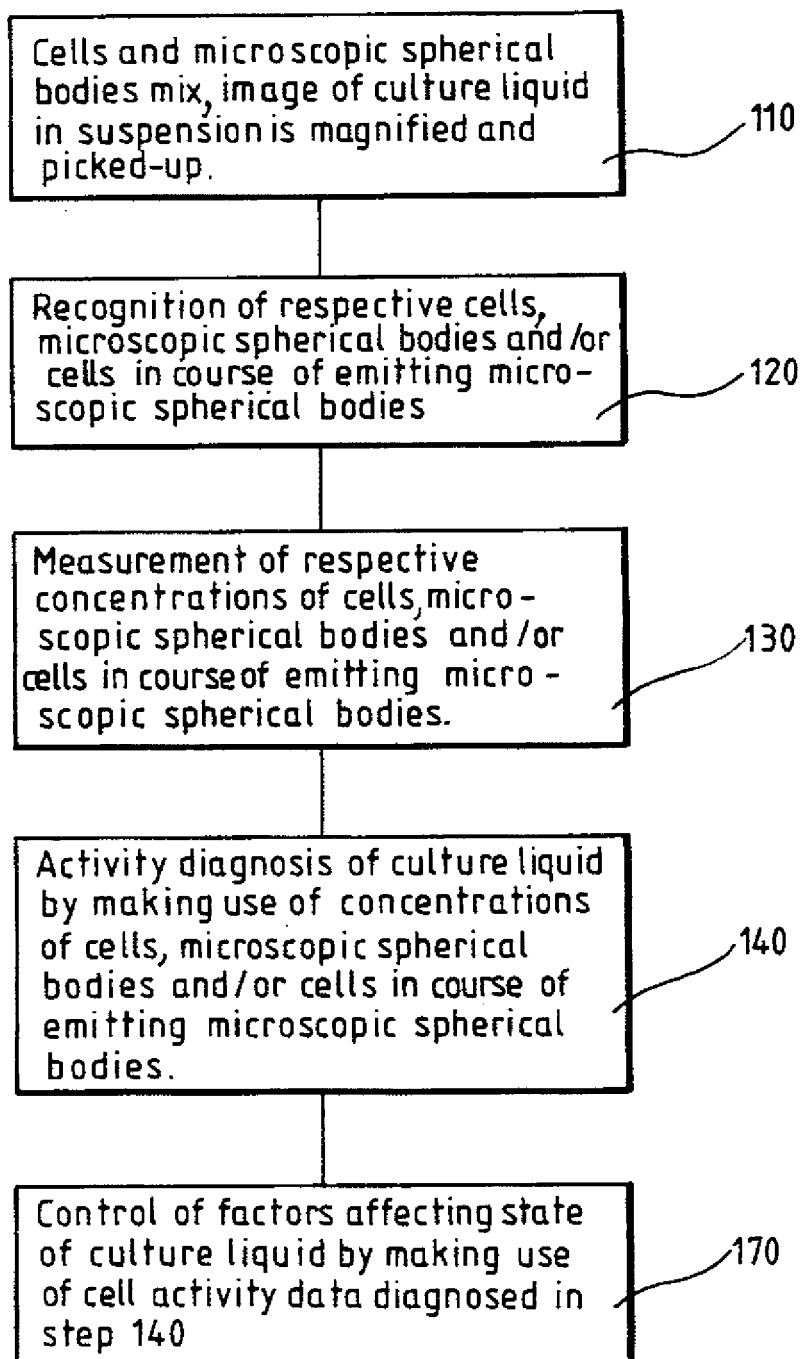 Cells and microscopic spherical
bodies mix, image of culture liquid
in suspension is magnified and
picked-up.
110
Recognition of respective cells,
microscopic spherical bodies and/or
cells in course of emitting micro-
scopic spherical bodies
120
Measurement of respective
concentrations of cells, micro-
scopic spherical bodies and/or
cells in course of emitting micro-
scopic spherical bodies.
130
Activity diagnosis of culture liquid
by making use of concentrations
of cells, microscopic spherical
bodies and/or cells in course of
emitting microscopic spherical
bodies.
140
Control of factors affecting state
of culture liquid by making use
of cell activity data diagnosed in
step 140
170